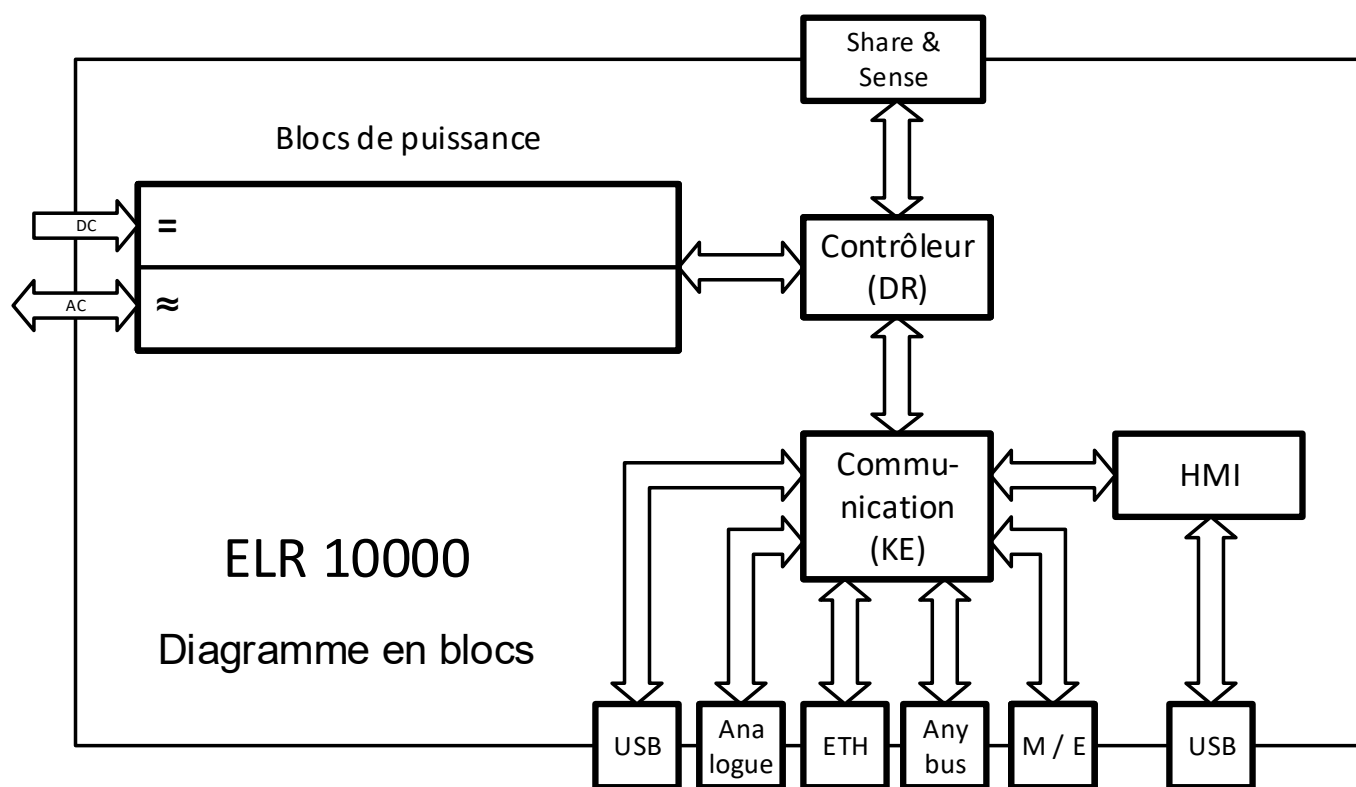 Share &
Sense
Blocs de puissance
DC
=
Contrôleur
(DR)
AC
≈
Commu-
nication
(KE)
HMI
ELR 10000
Diagramme en blocs
USB
Ana
logue
ETH
Any
bus
M / E
USB